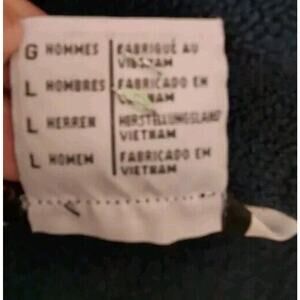 G HOMMES FABRIQUÉ AU
VIETNAM
L HOMBRES FABRICADO EN
VIETNAM
L HERREN HERSTELLUNGSLAND
VIETNAM
L HOMEM FABRICADO EM
VIETNAM